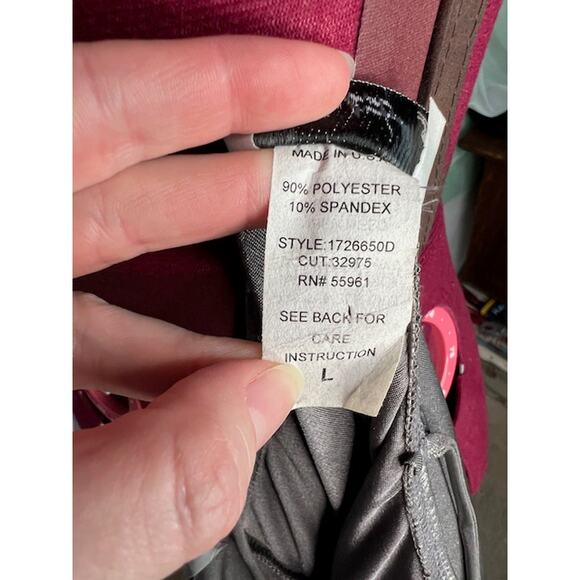 MADE IN U.S
90% POLYESTER
10% SPANDEX
STYLE:1726650D
CUT:32975
RN# 55961
SEE BACK FOR
CARE
INSTRUCTION
L